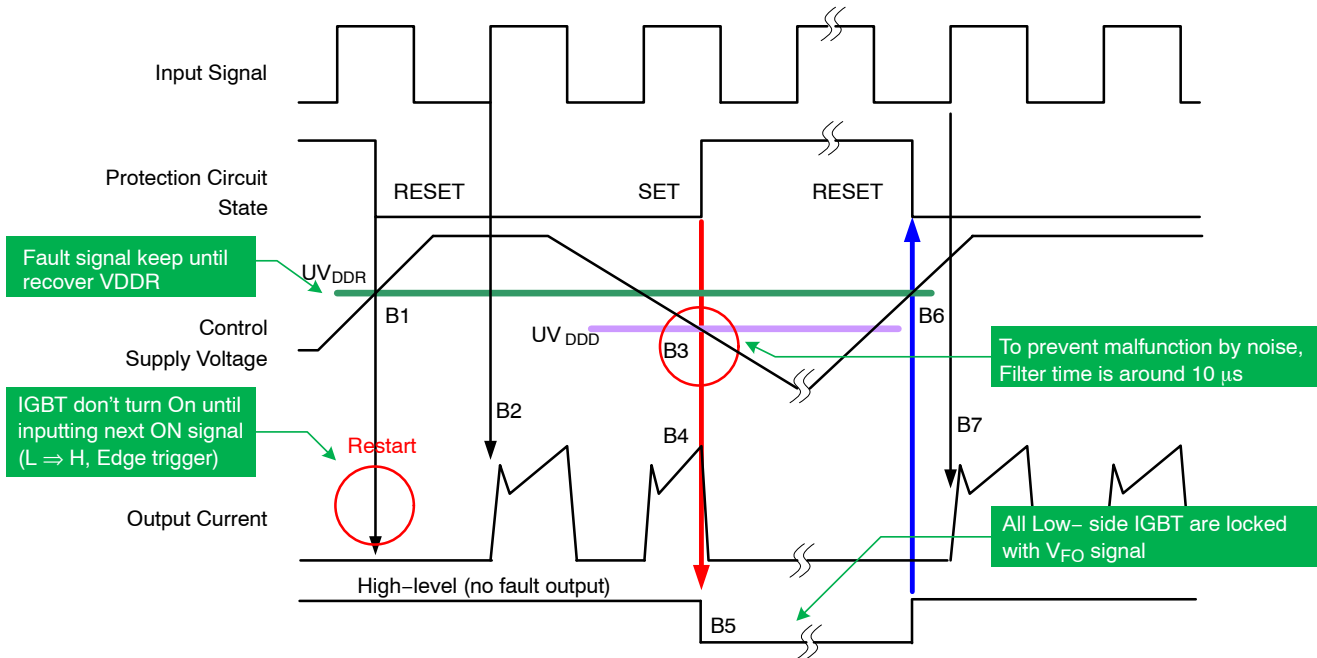 Input Signal
Protection Circuit
State
RESET
SET
RESET
Fault signal keep until
recover VDDR
UVDDR
B1
B6
Control
Supply Voltage
UV DDD
B3
To prevent malfunction by noise,
Filter time is around 10 μs
IGBT don't turn On until
inputting next ON signal
(L ⇒ H, Edge trigger)
Restart
B2
B4
B7
Output Current
All Low− side IGBT are locked
with VFO signal
High−level (no fault output)
B5